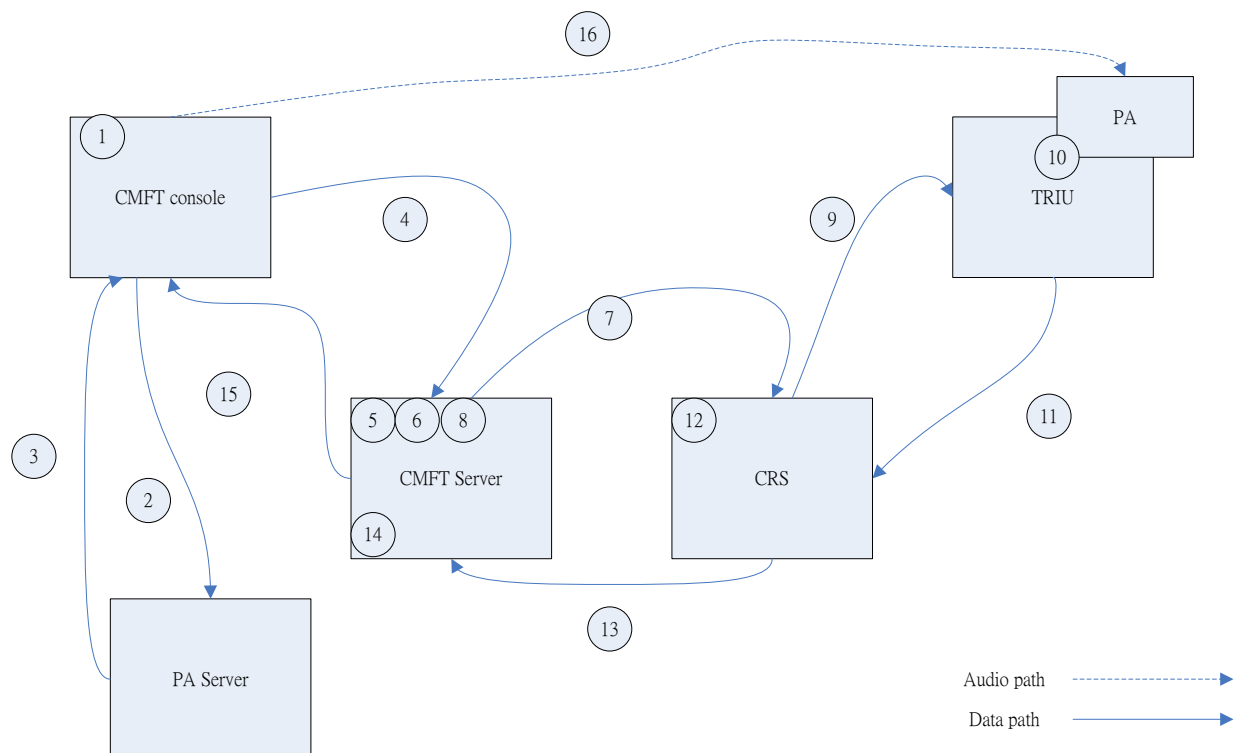 16
PA
1
10
CMFT console
TRIU
4
9
7
15
11
5
6
8
12
3
CMFT Server
CRS
2
14
13
PA Server
Audio path
Data path